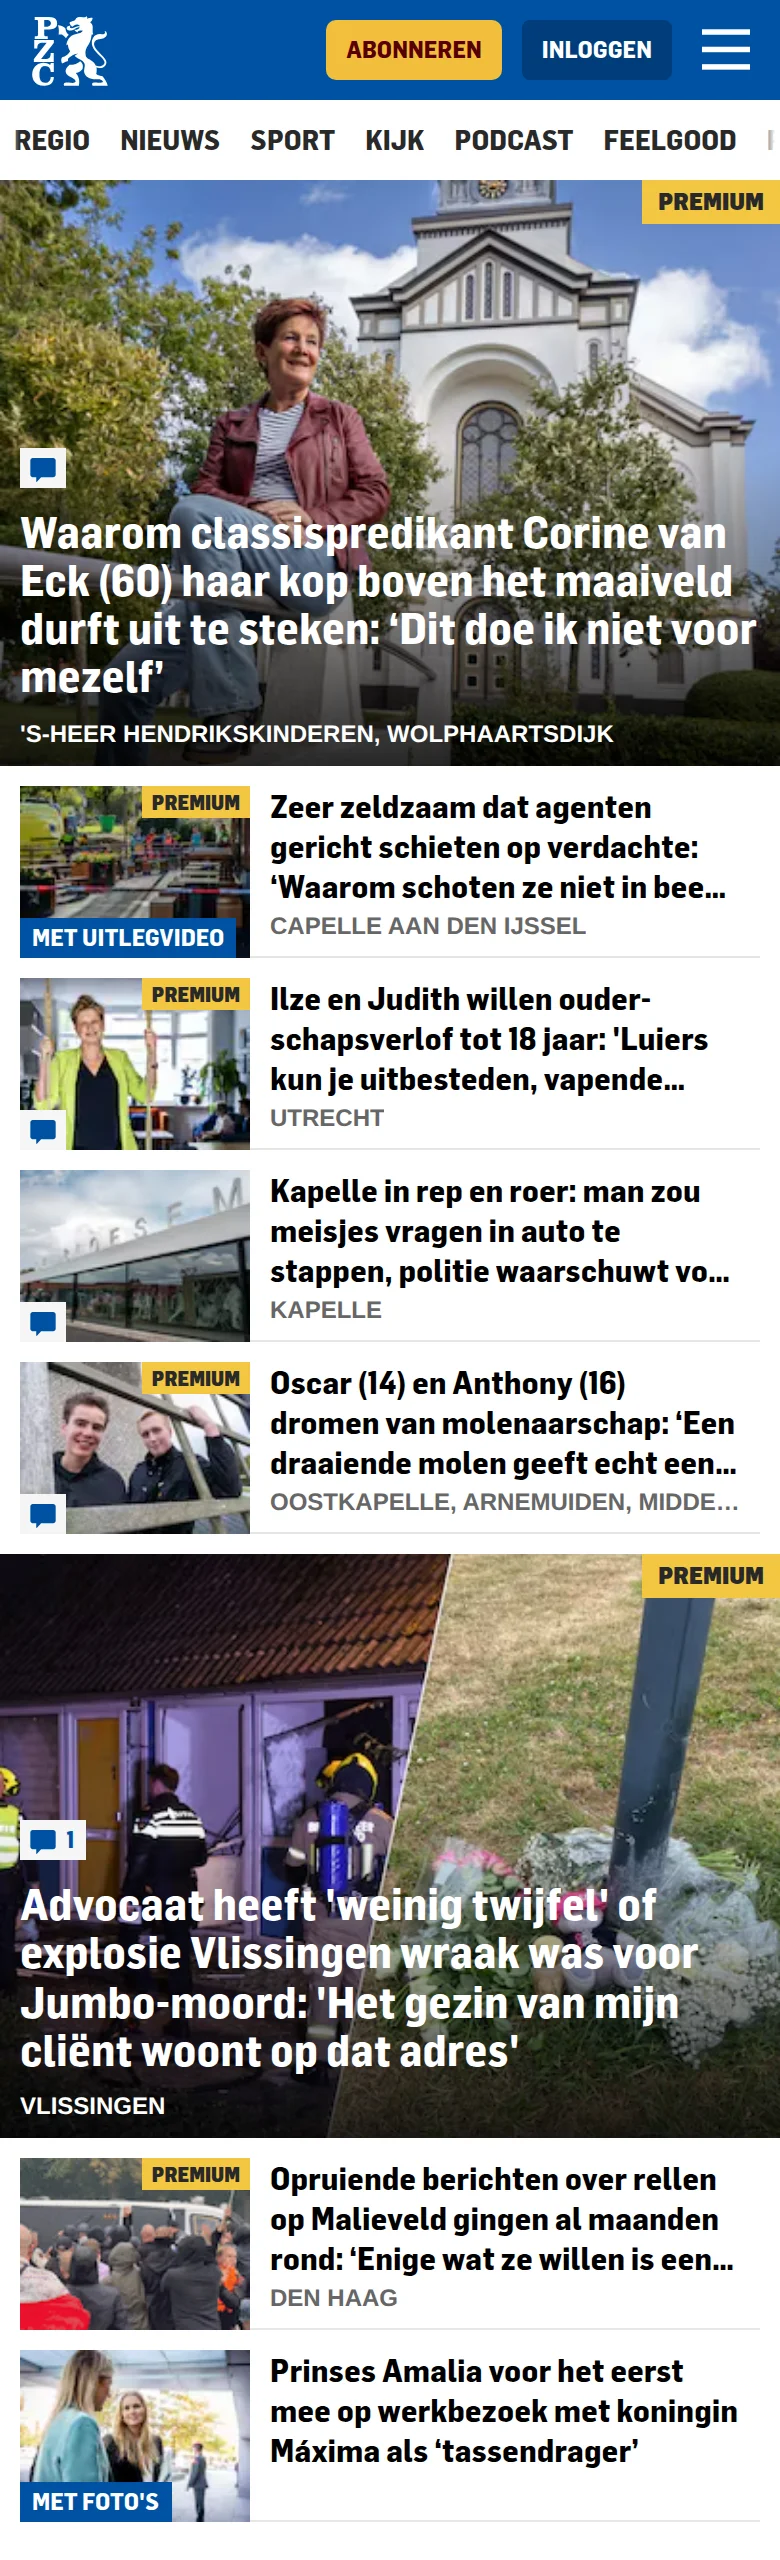 PZC
ABONNEREN
INLOGGEN
REGIO NIEUWS SPORT KIJK PODCAST FEELGOOD
PREMIUM
Waarom classispredikant Corine van
Eck (60) haar kop boven het maaiveld
durft uit te steken: ‘Dit doe ik niet voor
mezelf’
'S-HEER HENDRIKSKINDEREN, WOLPHAARTSDIJK
PREMIUM
MET UITLEGVIDEO
Zeer zeldzaam dat agenten
gericht schieten op verdachte:
‘Waarom schoten ze niet in bee...
CAPELLE AAN DEN IJSSEL
PREMIUM
Ilze en Judith willen ouder-
schapsverlof tot 18 jaar: 'Luiers
kun je uitbesteden, vapende...
UTRECHT
Kapelle in rep en roer: man zou
meisjes vragen in auto te
stappen, politie waarschuwt vo...
KAPELLE
PREMIUM
Oscar (14) en Anthony (16)
dromen van molenaarschap: ‘Een
draaiende molen geeft echt een...
OOSTKAPELLE, ARNEMUIDEN, MIDDE...
PREMIUM
1
Advocaat heeft 'weinig twijfel' of
explosie Vlissingen wraak was voor
Jumbo-moord: 'Het gezin van mijn
cliënt woont op dat adres'
VLISSINGEN
PREMIUM
Opruiende berichten over rellen
op Malieveld gingen al maanden
rond: ‘Enige wat ze willen is een...
DEN HAAG
MET FOTO'S
Prinses Amalia voor het eerst
mee op werkbezoek met koningin
Máxima als ‘tassendrager’